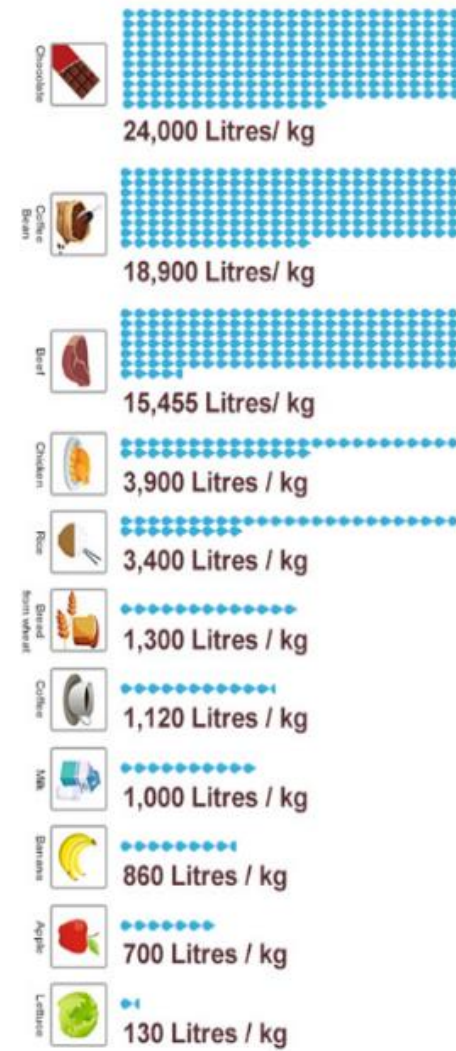 Chocolate
24,000 Litres/ kg
Coffee
Bean
18,900 Litres/ kg
Beef
15,455 Litres/ kg
Chicken
3,900 Litres / kg
Rice
3,400 Litres / kg
Bread
from wheat
1,300 Litres / kg
Coffee
1,120 Litres / kg
Milk
1,000 Litres / kg
Banana
860 Litres / kg
Apple
700 Litres / kg
Lettuce
130 Litres / kg